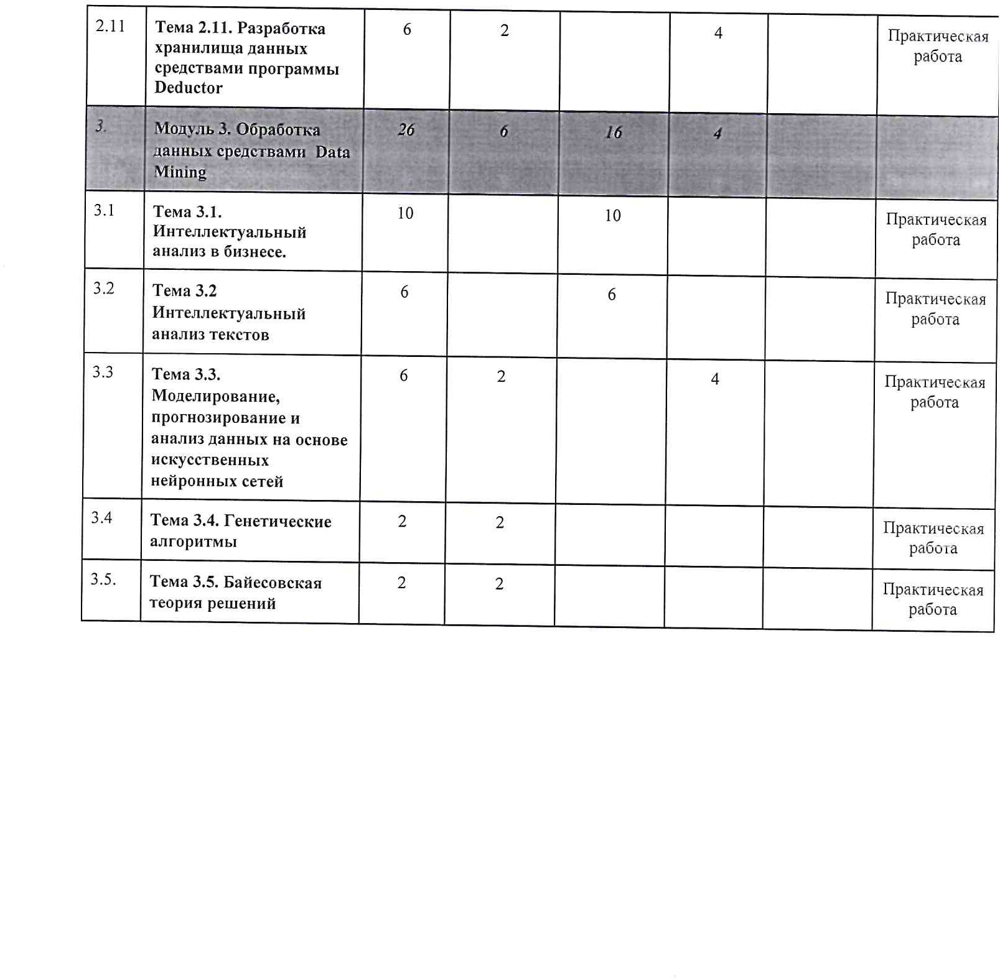 2.11
Тема 2.11. Разработка
хранилища данных
средствами программы
Deductor
6
2
4
Практическая
работа
3.
Модуль 3. Обработка
данных средствами Data
Mining
26
6
16
4
3.1
Тема 3.1.
Интеллектуальный
анализ в бизнесе.
10
10
Практическая
работа
3.2
Тема 3.2
Интеллектуальный
анализ текстов
6
6
Практическая
работа
3.3
Тема 3.3.
Моделирование,
прогнозирование и
анализ данных на основе
искусственных
нейронных сетей
6
2
4
Практическая
работа
3.4
Тема 3.4. Генетические
алгоритмы
2
2
Практическая
работа
3.5.
Тема 3.5. Байесовская
теория решений
2
2
Практическая
работа